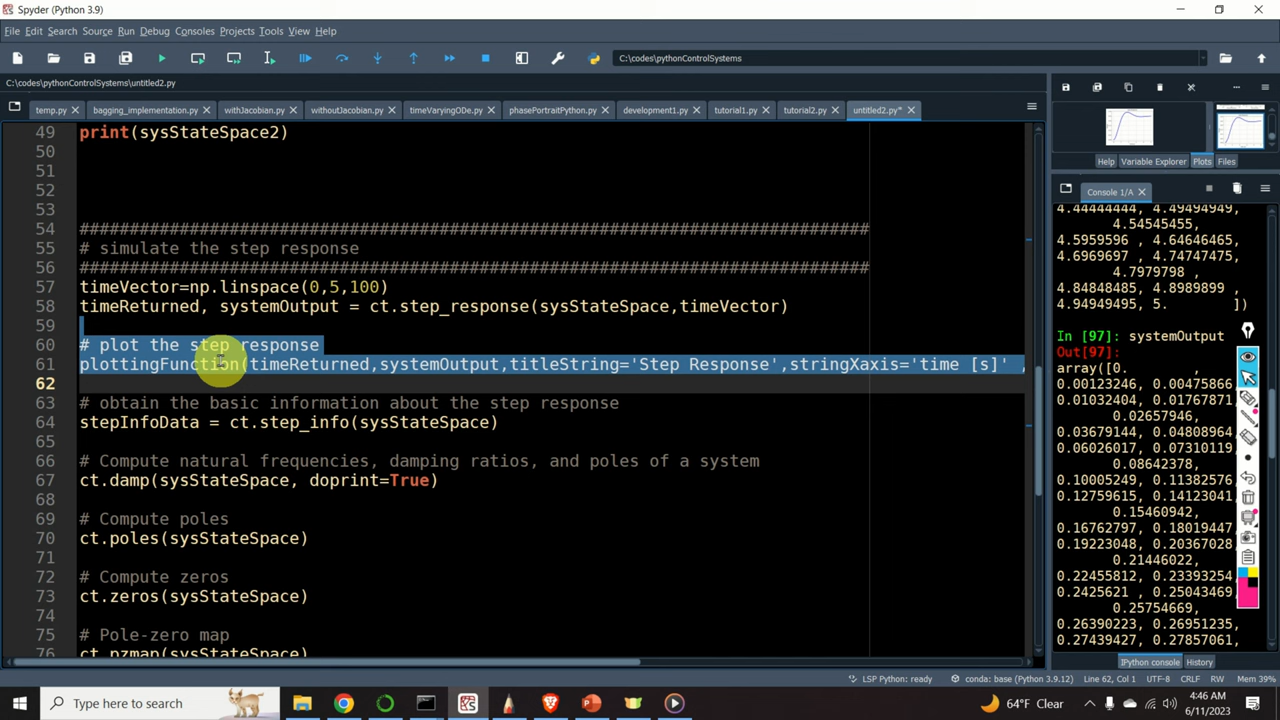 Spyder (Python 3.9)
File Edit Search Source Run Debug Consoles Projects Tools View Help
C:\codes\pythonControlSystems
C:\codes\pythonControlSystems\untitled2.py
temp.py bagging_implementation.py withJacobian.py withoutJacobian.py timeVaryingODe.py phasePortraitPython.py development1.py tutorial1.py tutorial2.py untitled2.py*
49 print(sysStateSpace2)
50
51
52
53
54 ###############################################################################
55 # simulate the step response
56 ###############################################################################
57 timeVector=np.linspace(0,5,100)
58 timeReturned, systemOutput = ct.step_response(sysStateSpace,timeVector)
59
60 # plot the step response
61 plottingFunction(timeReturned,systemOutput,titleString='Step Response',stringXaxis='time [s]' ,
62
63 # obtain the basic information about the step response
64 stepInfoData = ct.step_info(sysStateSpace)
65
66 # Compute natural frequencies, damping ratios, and poles of a system
67 ct.damp(sysStateSpace, doprint=True)
68
69 # Compute poles
70 ct.poles(sysStateSpace)
71
72 # Compute zeros
73 ct.zeros(sysStateSpace)
74
75 # Pole-zero map
76 ct.pzmap(sysStateSpace)
Help Variable Explorer Plots Files
Console 1/A
4.44444444, 4.49494949,
4.54545455,
4.5959596 , 4.64646465,
4.6969697 , 4.74747475,
4.7979798 ,
4.84848485, 4.8989899 ,
4.94949495, 5. ])
In [97]: systemOutput
Out[97]:
array([0. ,
0.00123246, 0.00475866,
0.01032404, 0.01767871,
0.02657946,
0.03679144, 0.04808964,
0.06026017, 0.07310119,
0.08642378,
0.10005249, 0.11382576,
0.12759615, 0.14123041,
0.15460942,
0.16762797, 0.18019447,
0.19223048, 0.20367028,
0.21446022,
0.22455812, 0.23393254,
0.2425621 , 0.25043469,
0.25754669,
0.26390223, 0.26951239,
0.27439427, 0.27857061,
IPython console History
LSP Python: ready conda: base (Python 3.9.12) Line 62, Col 1 UTF-8 CRLF RW Mem 39%
Type here to search
64°F Clear
4:46 AM
6/11/2023